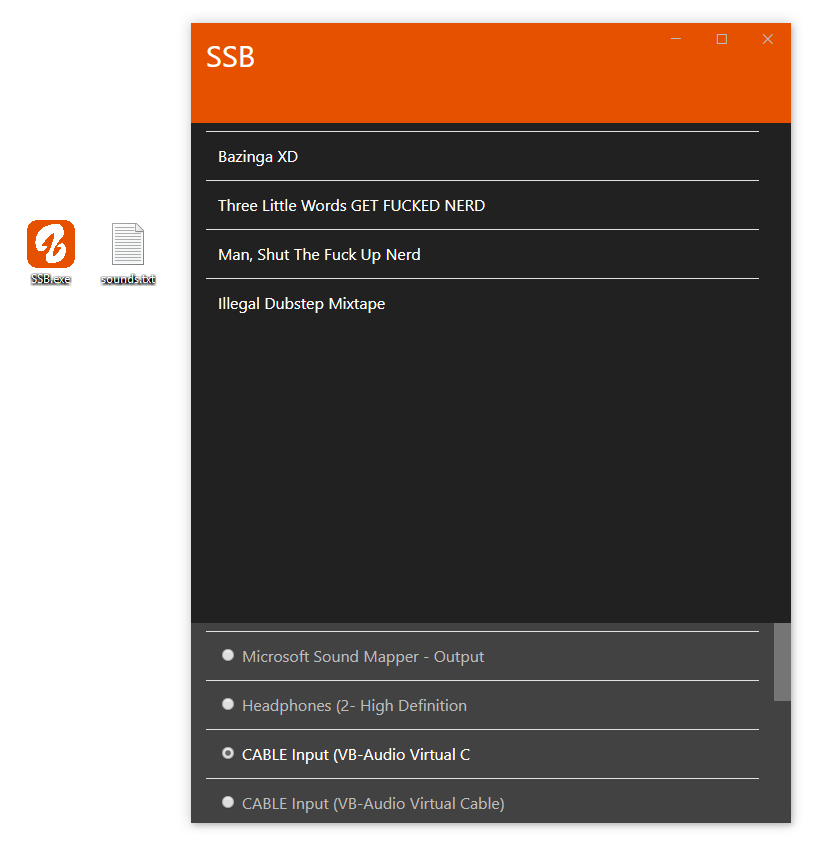 SSB
Bazinga XD
Three Little Words GET FUCKED NERD
Man, Shut The Fuck Up Nerd
Illegal Dubstep Mixtape
SSB.exe
sounds.txt
Microsoft Sound Mapper - Output
Headphones (2- High Definition
CABLE Input (VB-Audio Virtual C
CABLE Input (VB-Audio Virtual Cable)